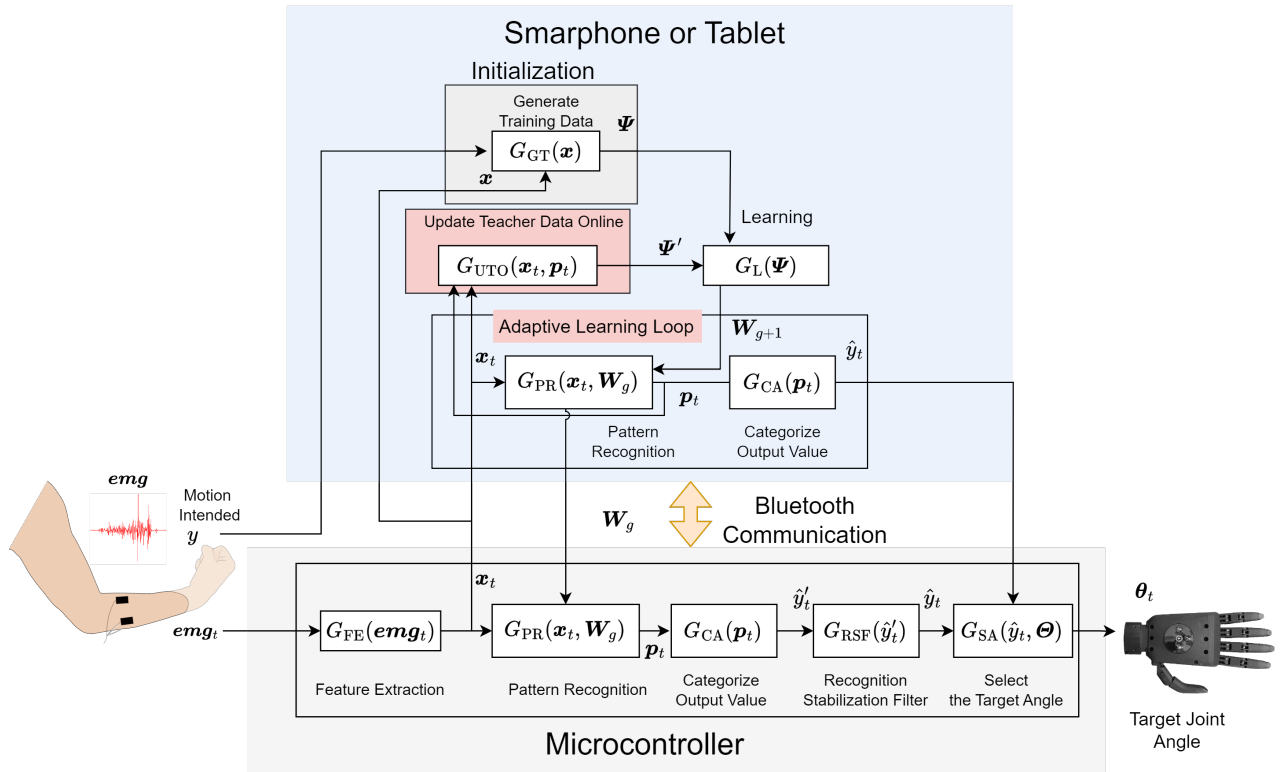 Smarphone or Tablet
Initialization
Generate
Training Data
Ψ
G_GT(x)
x
Update Teacher Data Online
Learning
G_UTO(x_t, p_t)
Ψ′
G_L(Ψ)
Adaptive Learning Loop
W_{g+1}
ŷ_t
x_t
G_PR(x_t, W_g)
p_t
G_CA(p_t)
Pattern
Recognition
Categorize
Output Value
emg
Motion
Intended
y
W_g
Bluetooth
Communication
x_t
emg_t
G_FE(emg_t)
G_PR(x_t, W_g)
p_t
G_CA(p_t)
ŷ′_t
G_RSF(ŷ′_t)
ŷ_t
G_SA(ŷ_t, Θ)
θ_t
Feature Extraction
Pattern Recognition
Categorize
Output Value
Recognition
Stabilization Filter
Select
the Target Angle
Target Joint
Angle
Microcontroller